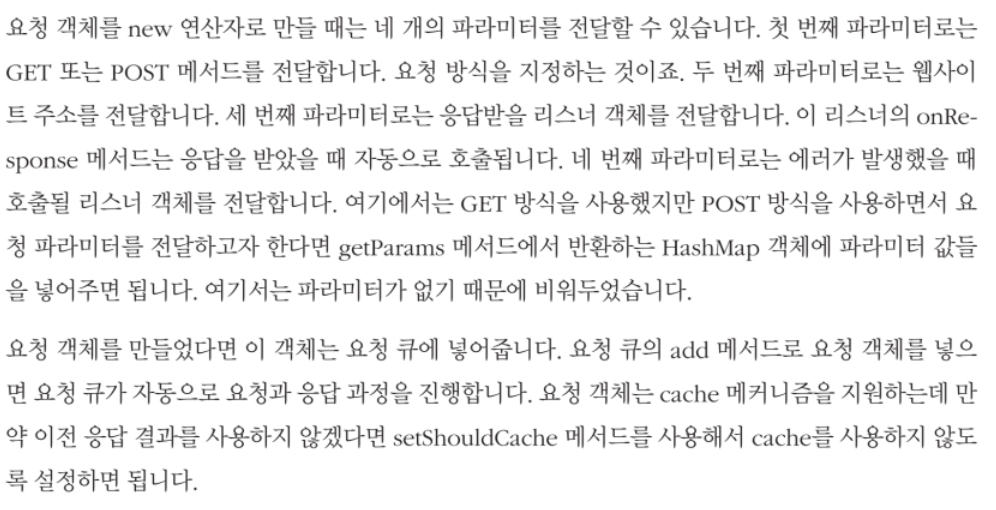 요청 객체를 new 연산자로 만들 때는 네 개의 파라미터를 전달할 수 있습니다. 첫 번째 파라미터로는
GET 또는 POST 메서드를 전달합니다. 요청 방식을 지정하는 것이죠. 두 번째 파라미터로는 웹사이
트 주소를 전달합니다. 세 번째 파라미터로는 응답받을 리스너 객체를 전달합니다. 이 리스너의 onRe-
sponse 메서드는 응답을 받았을 때 자동으로 호출됩니다. 네 번째 파라미터로는 에러가 발생했을 때
호출될 리스너 객체를 전달합니다. 여기에서는 GET 방식을 사용했지만 POST 방식을 사용하면서 요
청 파라미터를 전달하고자 한다면 getParams 메서드에서 반환하는 HashMap 객체에 파라미터 값들
을 넣어주면 됩니다. 여기서는 파라미터가 없기 때문에 비워두었습니다.
요청 객체를 만들었다면 이 객체는 요청 큐에 넣어줍니다. 요청 큐의 add 메서드로 요청 객체를 넣으
면 요청 큐가 자동으로 요청과 응답 과정을 진행합니다. 요청 객체는 cache 메커니즘을 지원하는데 만
약 이전 응답 결과를 사용하지 않겠다면 setShouldCache 메서드를 사용해서 cache를 사용하지 않도
록 설정하면 됩니다.